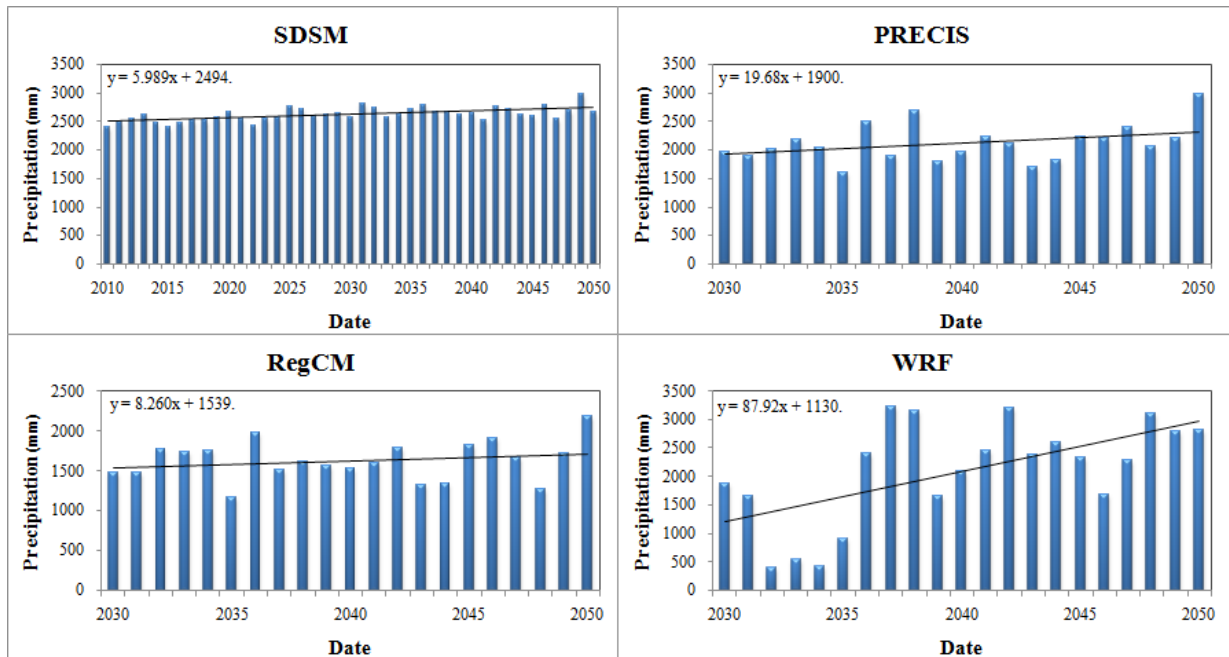 SDSM
y = 5.989x + 2494.
Precipitation (mm)
3500
3000
2500
2000
1500
1000
500
0
2010 2015 2020 2025 2030 2035 2040 2045 2050
Date
PRECIS
y = 19.68x + 1900.
Precipitation (mm)
3500
3000
2500
2000
1500
1000
500
0
2030 2035 2040 2045 2050
Date
RegCM
y = 8.260x + 1539.
Precipitation (mm)
2500
2000
1500
1000
500
0
2030 2035 2040 2045 2050
Date
WRF
y = 87.92x + 1130.
Precipitation (mm)
3500
3000
2500
2000
1500
1000
500
0
2030 2035 2040 2045 2050
Date